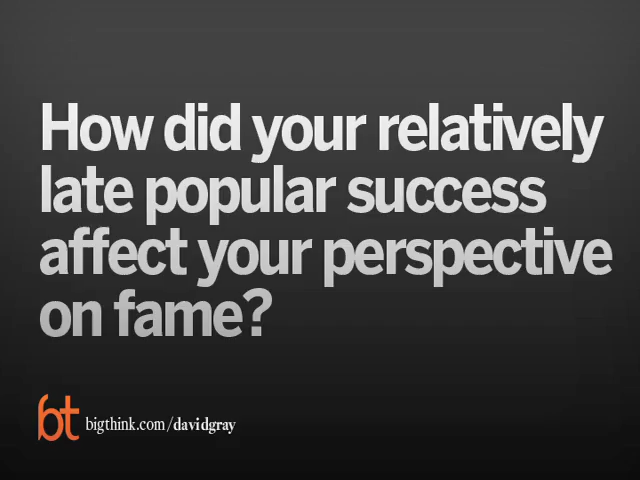 How did your relatively
late popular success
affect your perspective
on fame?
bt bigthink.com/davidgray